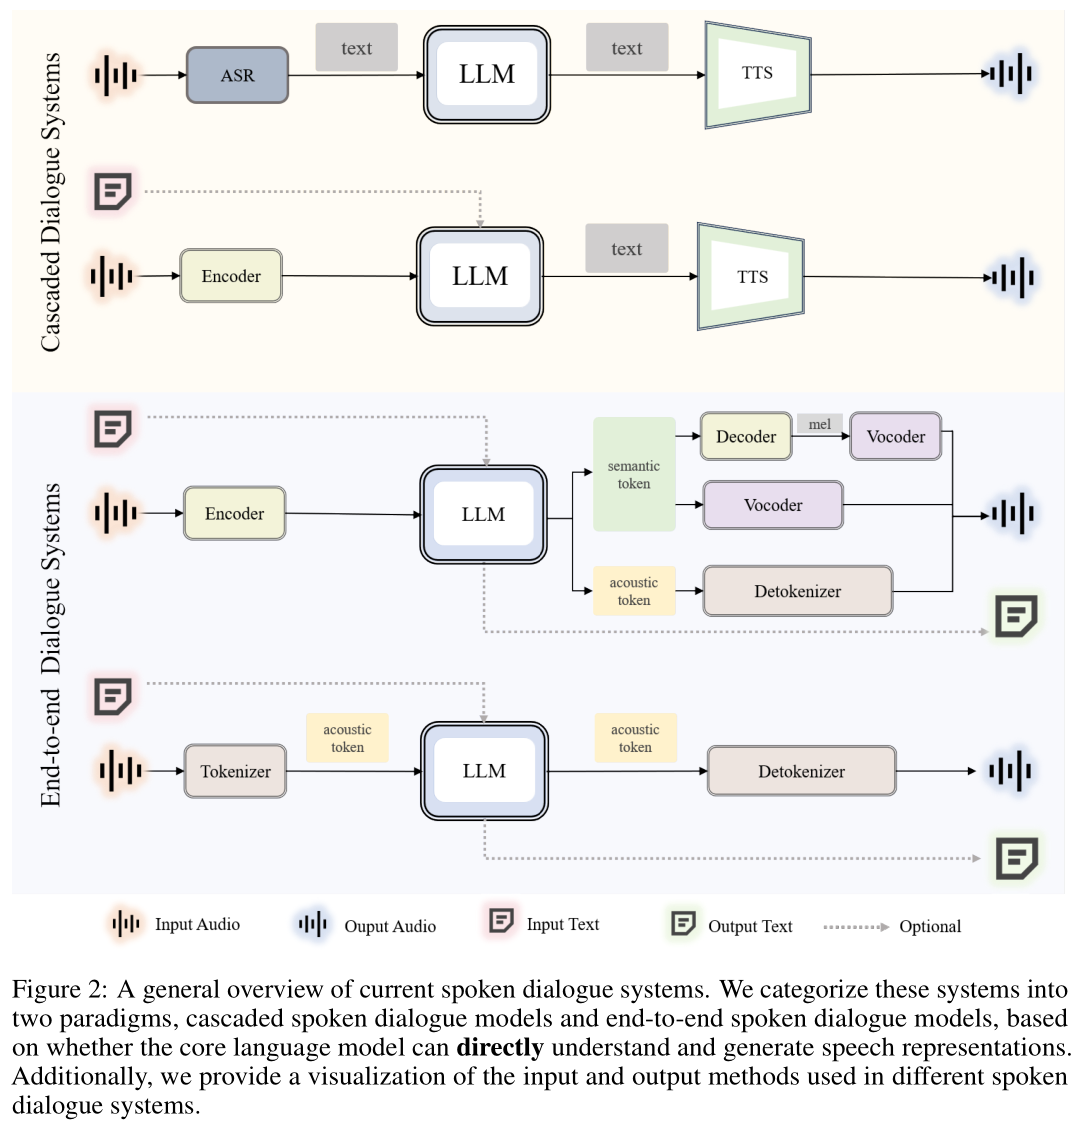 Cascaded Dialogue Systems
ASR
text
LLM
text
TTS
Encoder
LLM
text
TTS
End-to-end Dialogue Systems
Encoder
LLM
semantic
token
Decoder
mel
Vocoder
Vocoder
acoustic
token
Detokenizer
Tokenizer
acoustic
token
LLM
acoustic
token
Detokenizer
Input Audio
Ouput Audio
Input Text
Output Text
Optional
Figure 2: A general overview of current spoken dialogue systems. We categorize these systems into
two paradigms, cascaded spoken dialogue models and end-to-end spoken dialogue models, based
on whether the core language model can directly understand and generate speech representations.
Additionally, we provide a visualization of the input and output methods used in different spoken
dialogue systems.